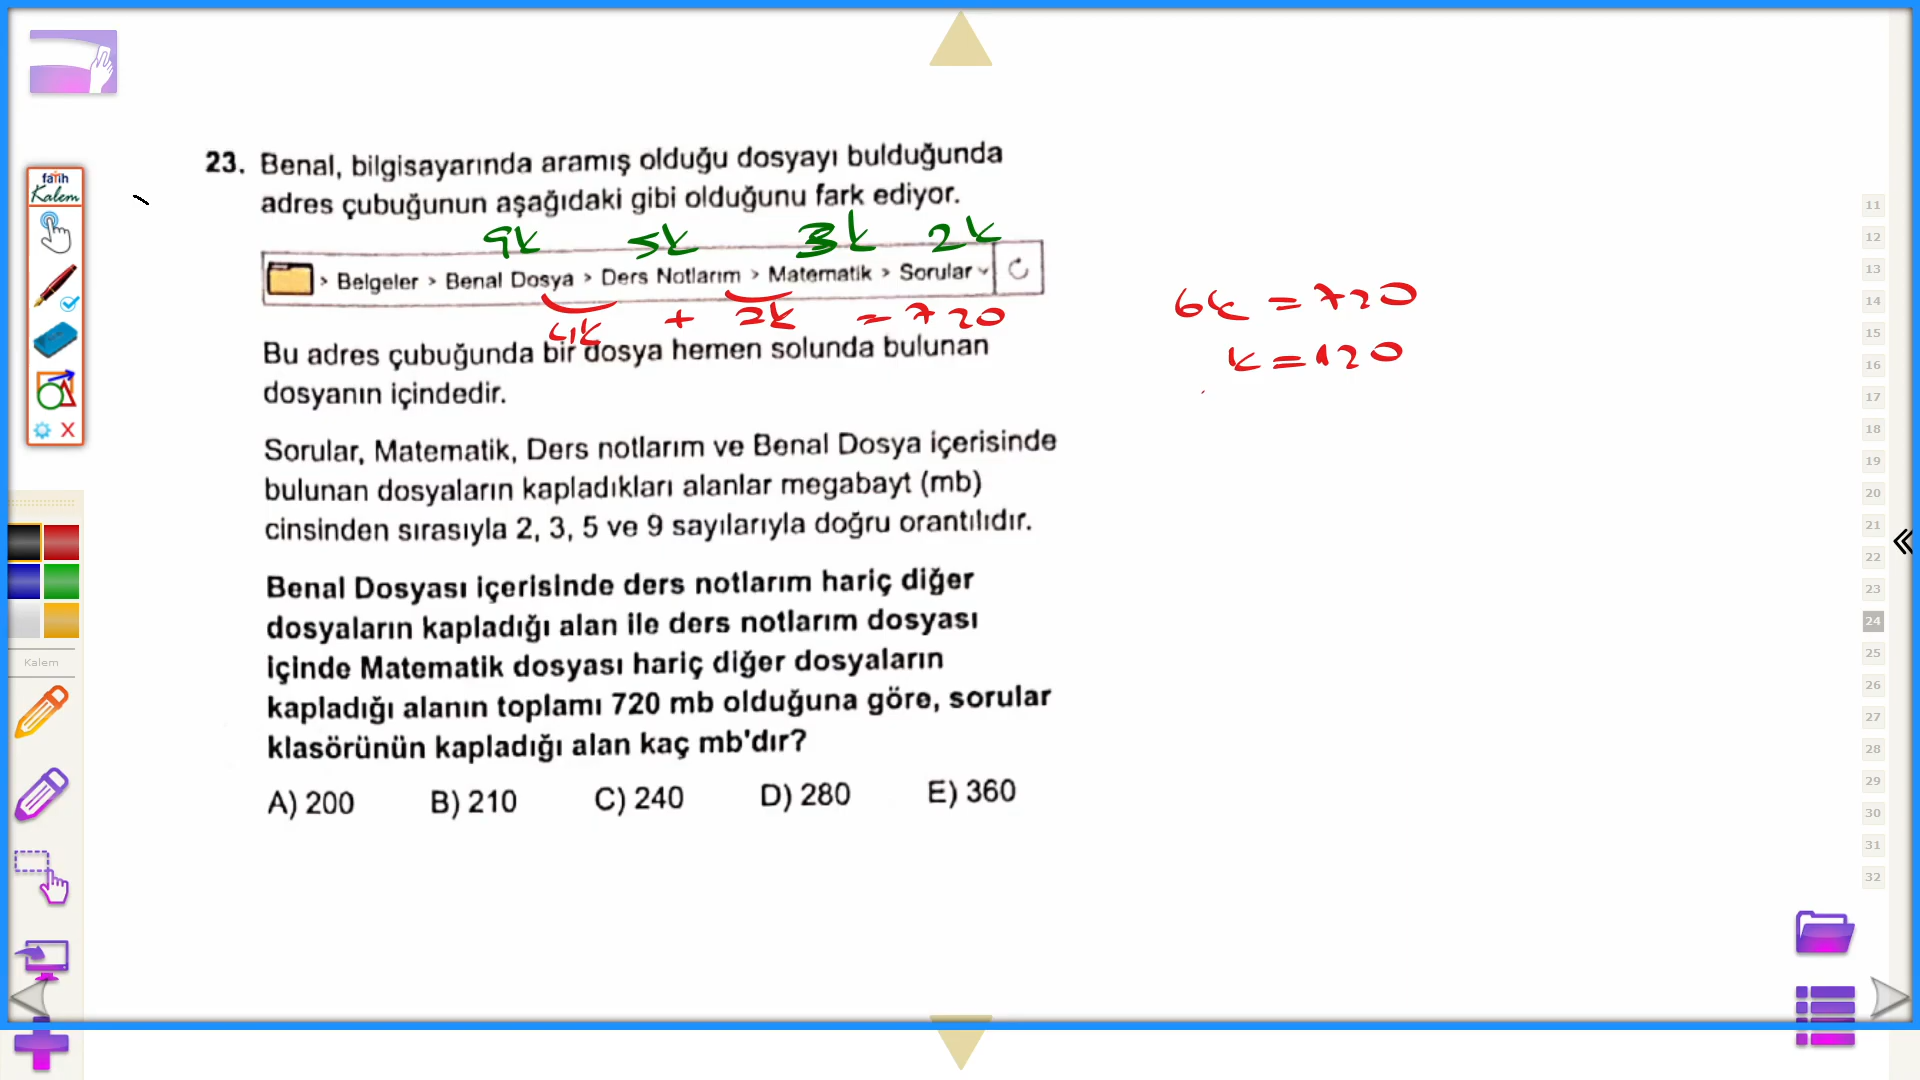 fatih
Kalem
23. Benal, bilgisayarında aramış olduğu dosyayı bulduğunda
adres çubuğunun aşağıdaki gibi olduğunu fark ediyor.
9k 5k 3k 2k
> Belgeler > Benal Dosya > Ders Notlarım > Matematik > Sorular
4k + 2k = 720
6k = 720
k = 120
Bu adres çubuğunda bir dosya hemen solunda bulunan
dosyanın içindedir.
Sorular, Matematik, Ders notlarım ve Benal Dosya içerisinde
bulunan dosyaların kapladıkları alanlar megabayt (mb)
cinsinden sırasıyla 2, 3, 5 ve 9 sayılarıyla doğru orantılıdır.
Benal Dosyası içerisinde ders notlarım hariç diğer
dosyaların kapladığı alan ile ders notlarım dosyası
içinde Matematik dosyası hariç diğer dosyaların
kapladığı alanın toplamı 720 mb olduğuna göre, sorular
klasörünün kapladığı alan kaç mb'dır?
A) 200 B) 210 C) 240 D) 280 E) 360
Kalem
11
12
13
14
15
16
17
18
19
20
21
22
23
24
25
26
27
28
29
30
31
32